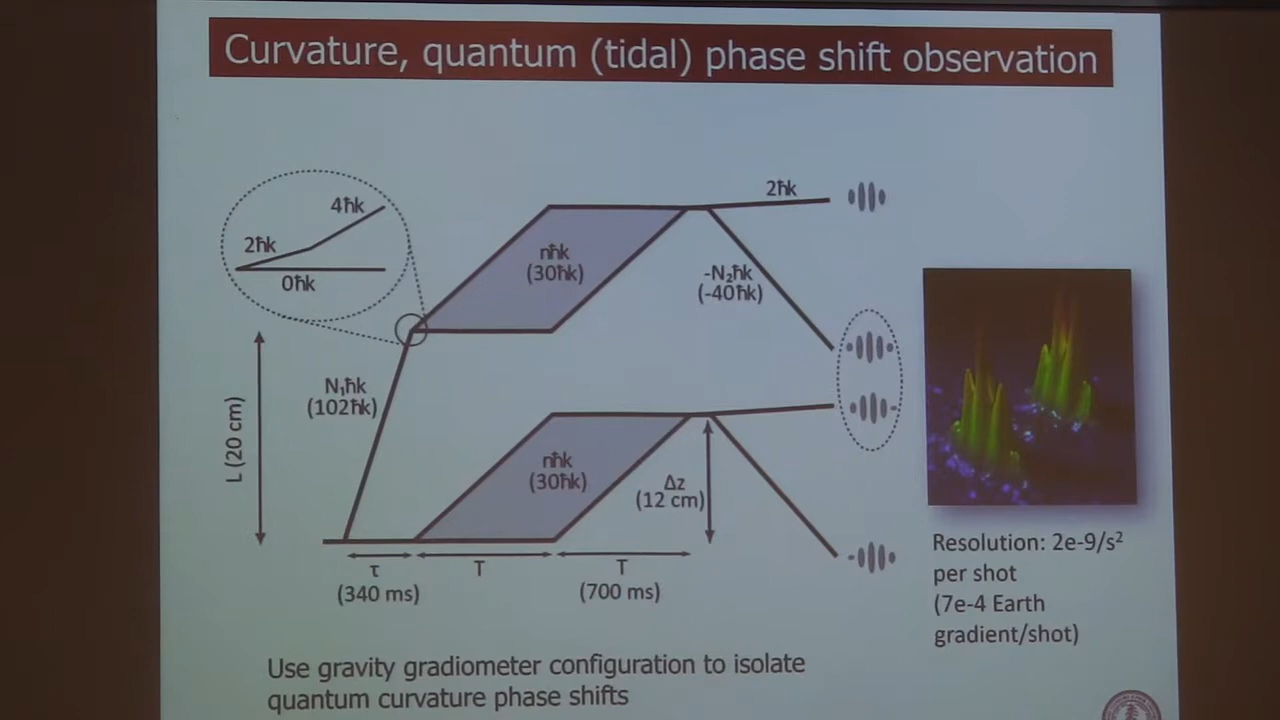 Curvature, quantum (tidal) phase shift observation
4ħk
2ħk
0ħk
2ħk
nħk
(30ħk)
-N₂ħk
(-40ħk)
N₁ħk
(102ħk)
L (20 cm)
nħk
(30ħk)
Δz
(12 cm)
τ
(340 ms)
T
T
(700 ms)
Resolution: 2e-9/s²
per shot
(7e-4 Earth
gradient/shot)
Use gravity gradiometer configuration to isolate
quantum curvature phase shifts